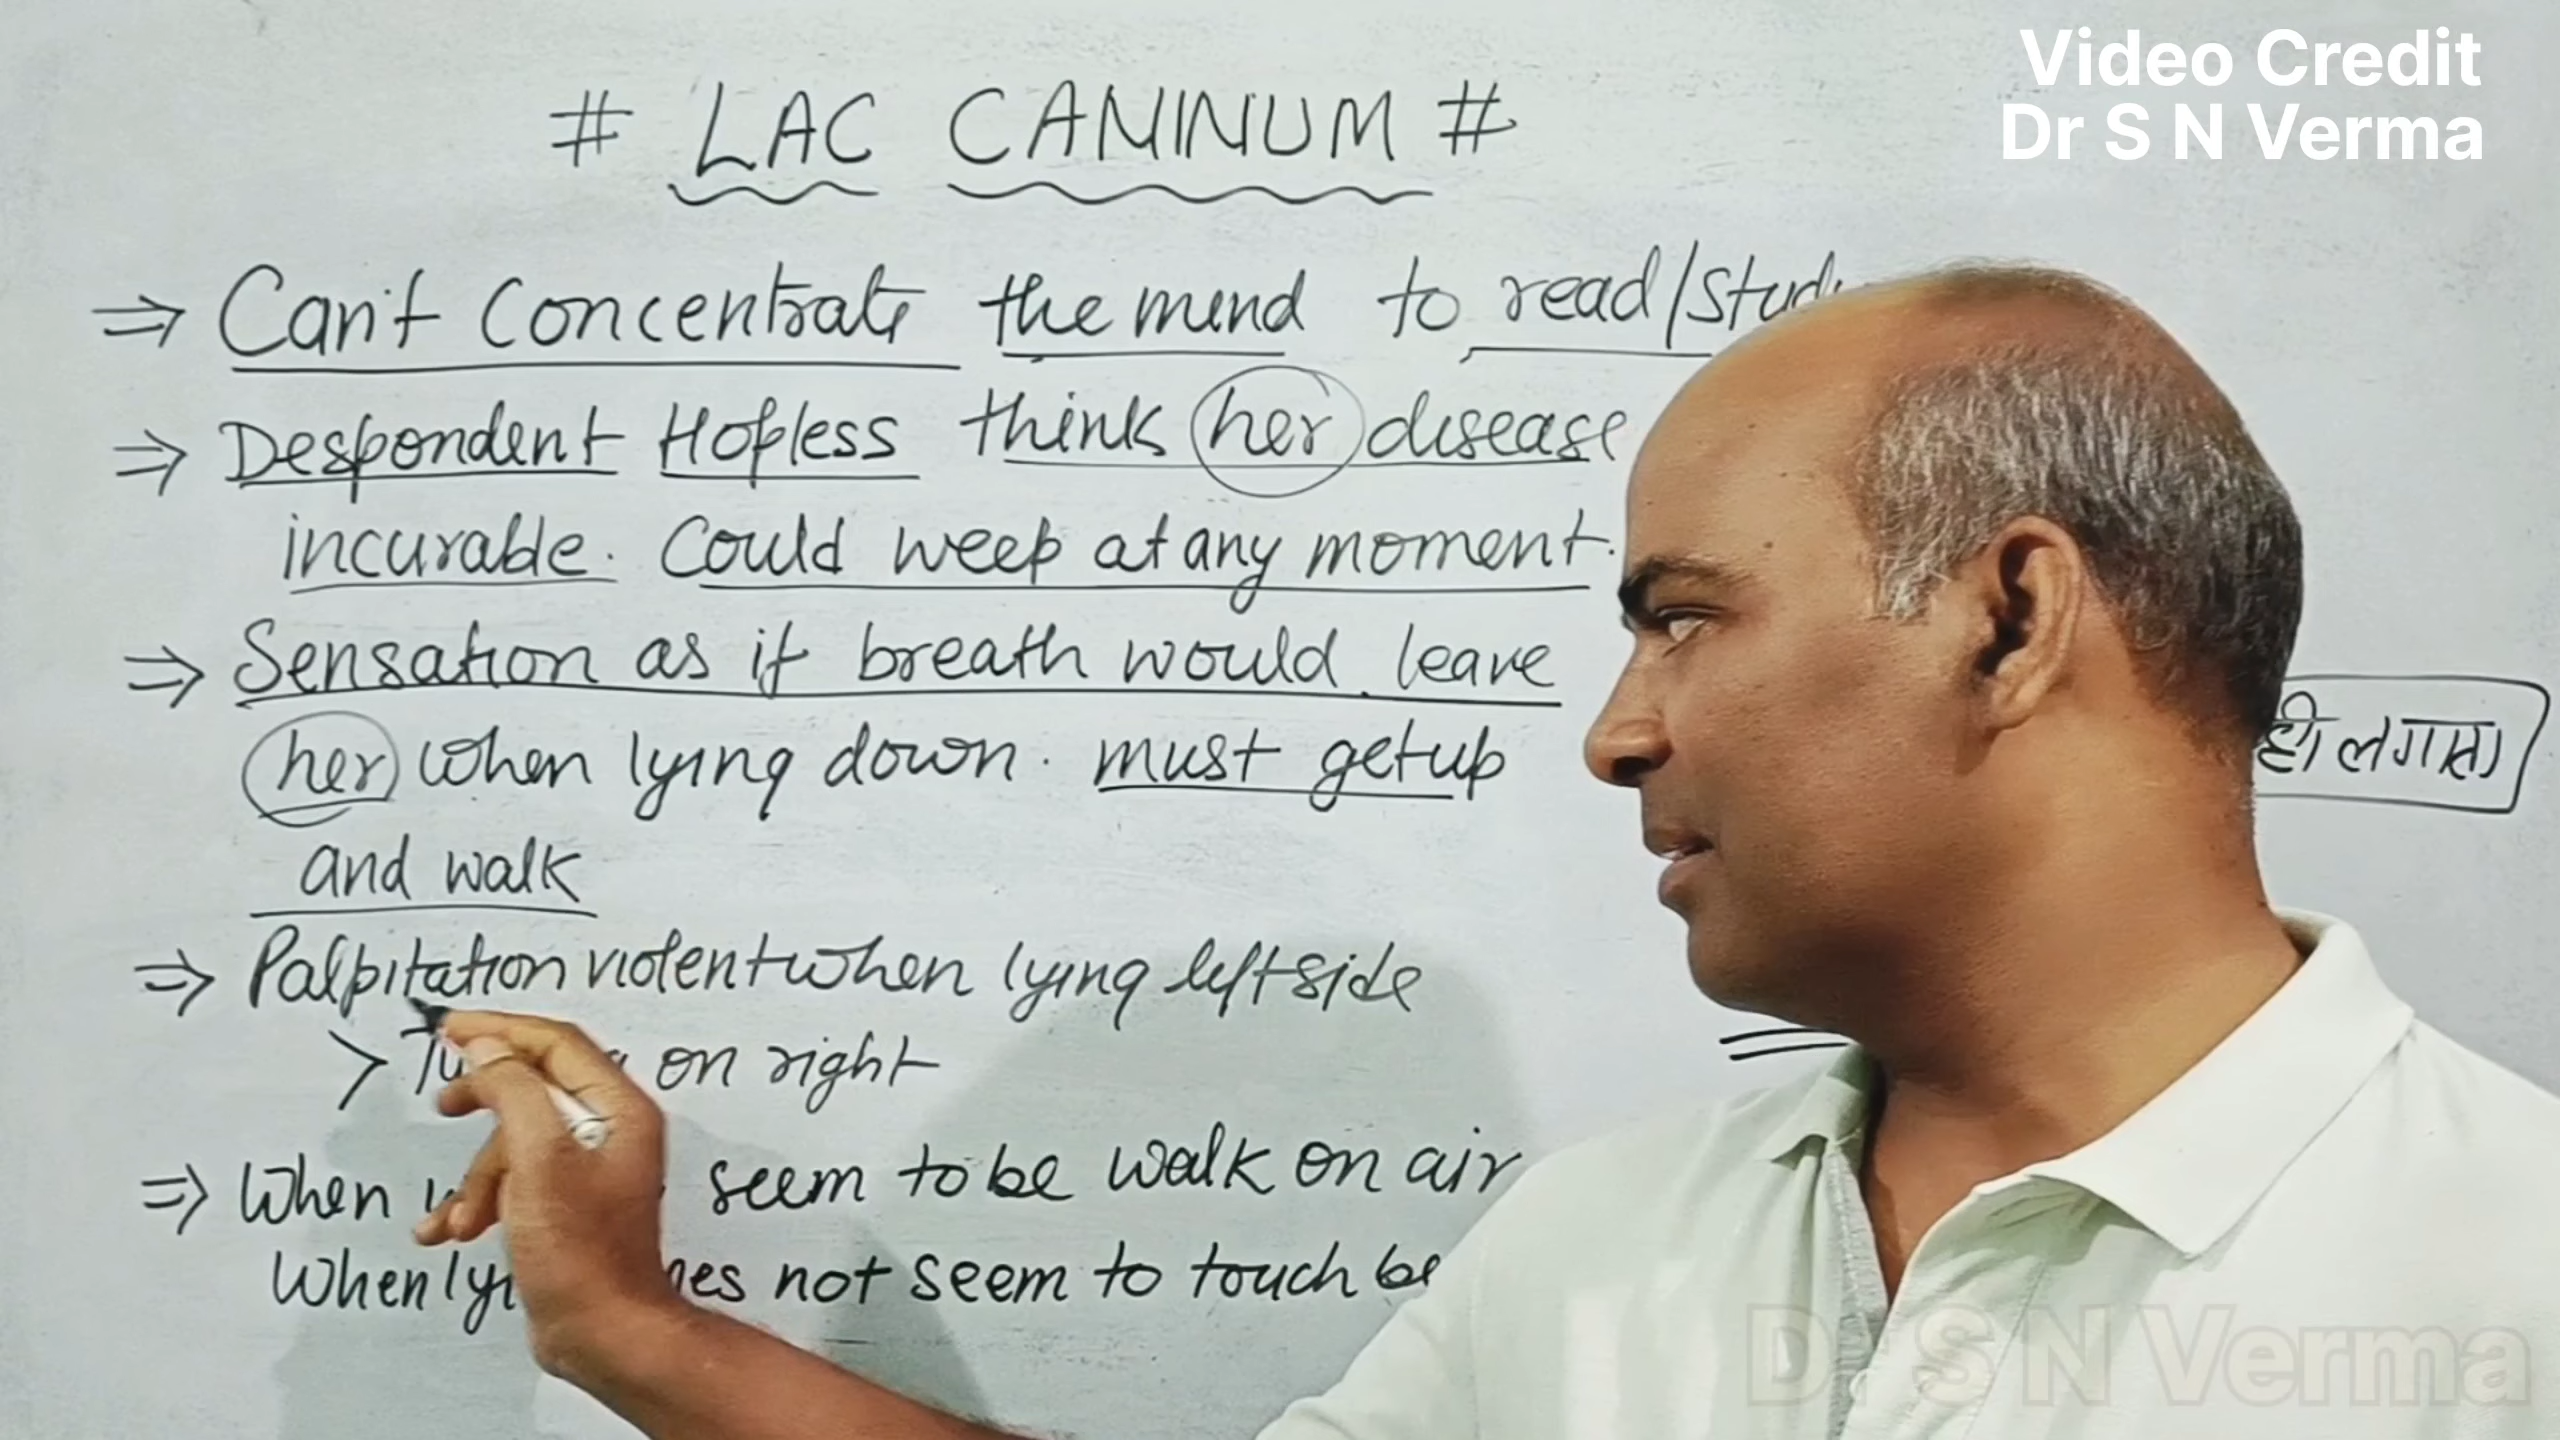 Video Credit
Dr S N Verma
# LAC CANINUM #
⇒ Can't Concentrate the mind to read/Study
⇒ Despondent Hopless think her disease
incurable. Could weep at any moment.
⇒ Sensation as if breath would leave
her when lying down. must getup
ही लगता
and walk
⇒ Palpitation violent when lying left side
> on right
⇒ When seem to be walk on air
When not seem to touch
Dr S N Verma